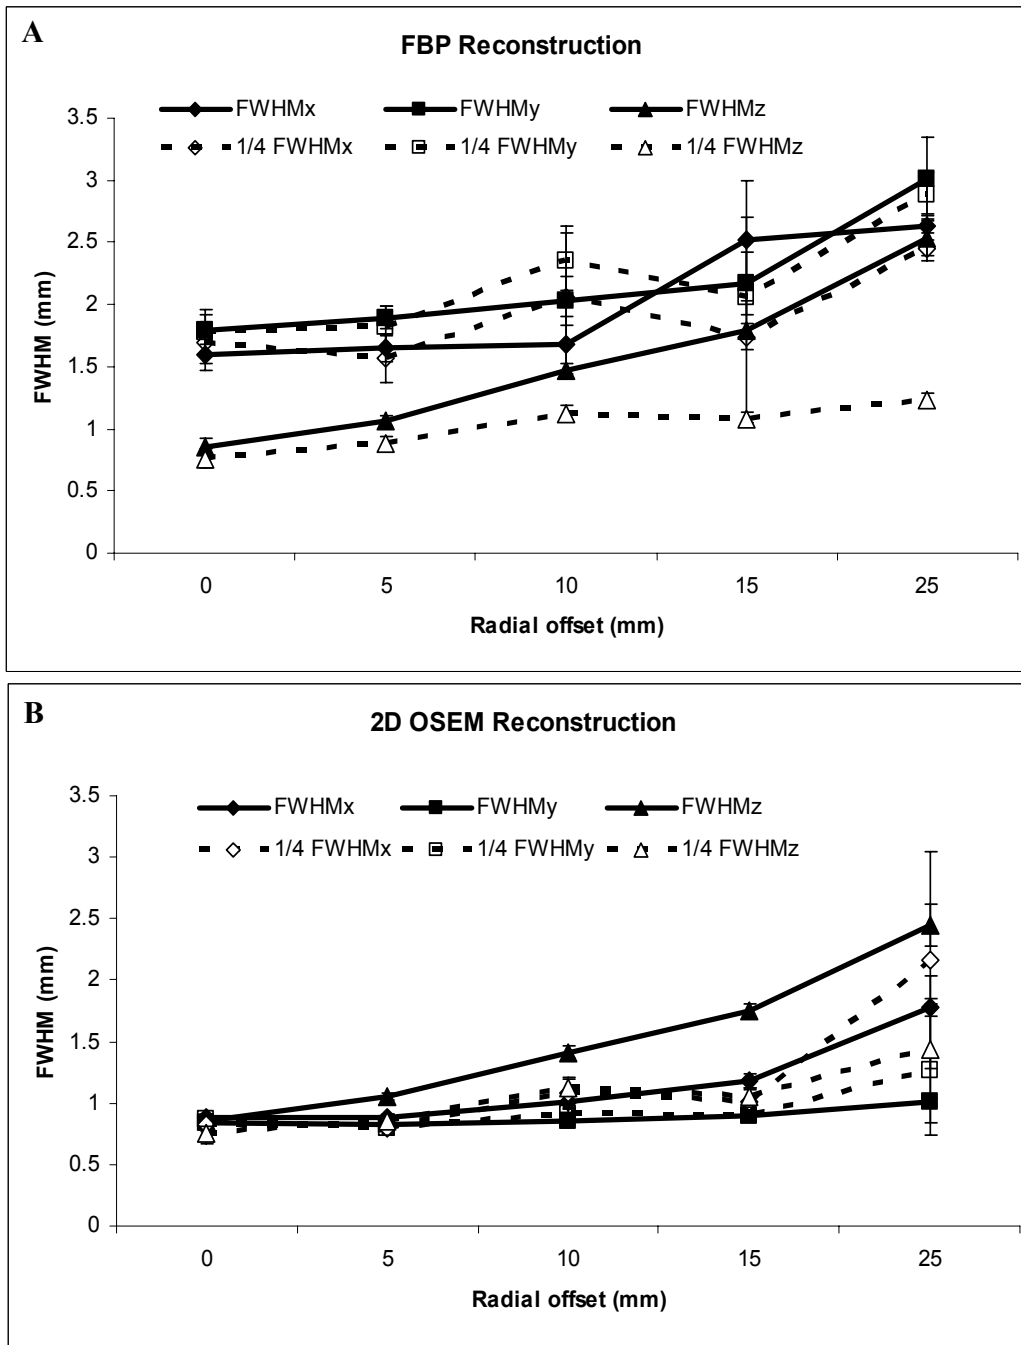 A
FBP Reconstruction
FWHMx FWHMy FWHMz
1/4 FWHMx 1/4 FWHMy 1/4 FWHMz
3.5
3
2.5
2
1.5
1
0.5
0
FWHM (mm)
0 5 10 15 25
Radial offset (mm)
B
2D OSEM Reconstruction
FWHMx FWHMy FWHMz
1/4 FWHMx 1/4 FWHMy 1/4 FWHMz
3.5
3
2.5
2
1.5
1
0.5
0
FWHM (mm)
0 5 10 15 25
Radial offset (mm)